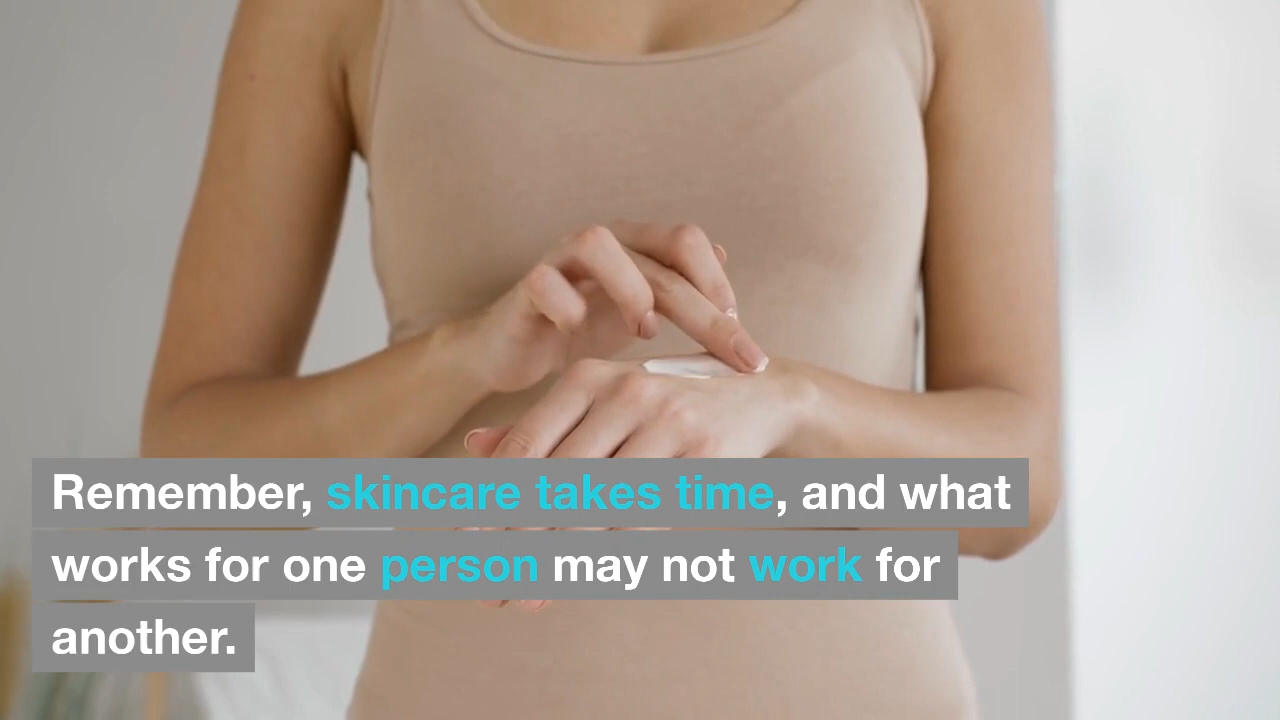 Remember, skincare takes time, and what
works for one person may not work for
another.